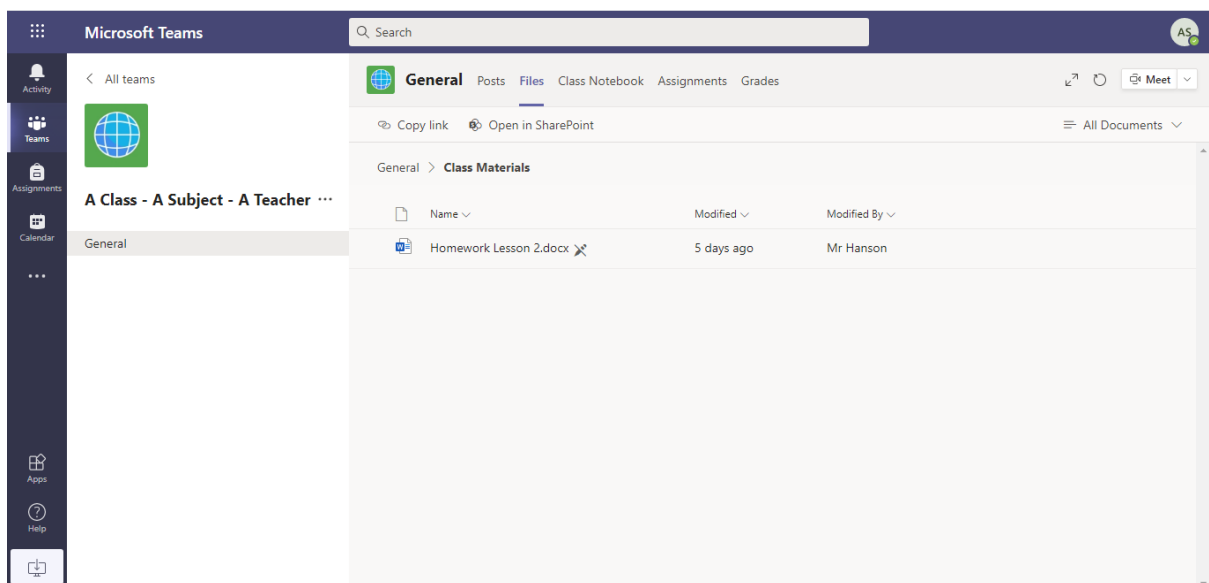 Microsoft Teams
Search
AS
Activity
Teams
Assignments
Calendar
Apps
Help
All teams
A Class - A Subject - A Teacher ...
General
General Posts Files Class Notebook Assignments Grades
Meet
Copy link Open in SharePoint
All Documents
General > Class Materials
Name Modified Modified By
Homework Lesson 2.docx 5 days ago Mr Hanson